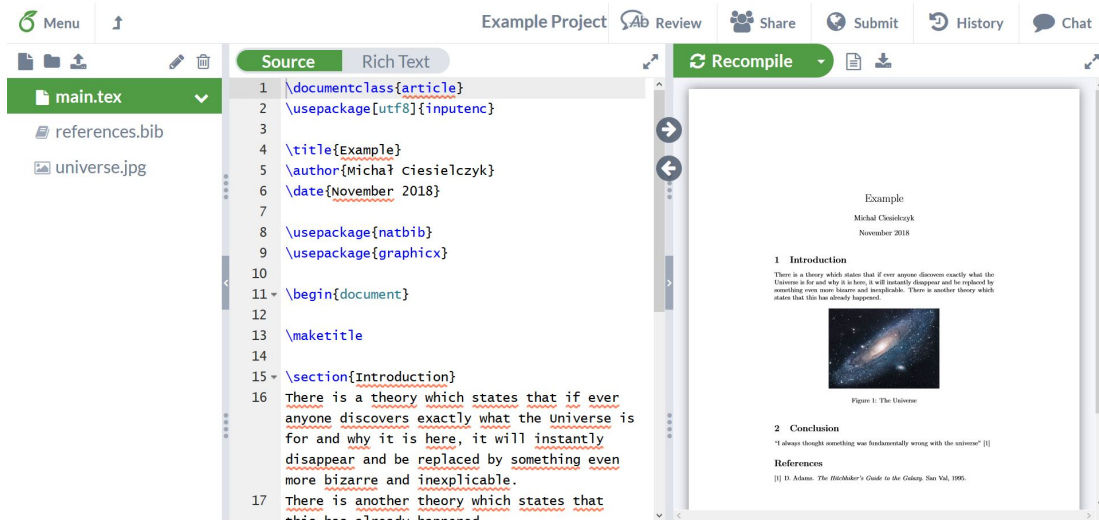 Menu
Example Project
Review
Share
Submit
History
Chat
Source
Rich Text
Recompile
main.tex
references.bib
universe.jpg
1 \documentclass{article}
2 \usepackage[utf8]{inputenc}
3
4 \title{Example}
5 \author{Michał Ciesielczyk}
6 \date{November 2018}
7
8 \usepackage{natbib}
9 \usepackage{graphicx}
10
11 \begin{document}
12
13 \maketitle
14
15 \section{Introduction}
16 There is a theory which states that if ever
anyone discovers exactly what the Universe is
for and why it is here, it will instantly
disappear and be replaced by something even
more bizarre and inexplicable.
17 There is another theory which states that
this has already happened.
Example
Michał Ciesielczyk
November 2018
1 Introduction
There is a theory which states that if ever anyone discovers exactly what the
Universe is for and why it is here, it will instantly disappear and be replaced by
something even more bizarre and inexplicable. There is another theory which
states that this has already happened.
Figure 1: The Universe
2 Conclusion
“I always thought something was fundamentally wrong with the universe” [1]
References
[1] D. Adams. The Hitchhiker's Guide to the Galaxy. San Val, 1995.